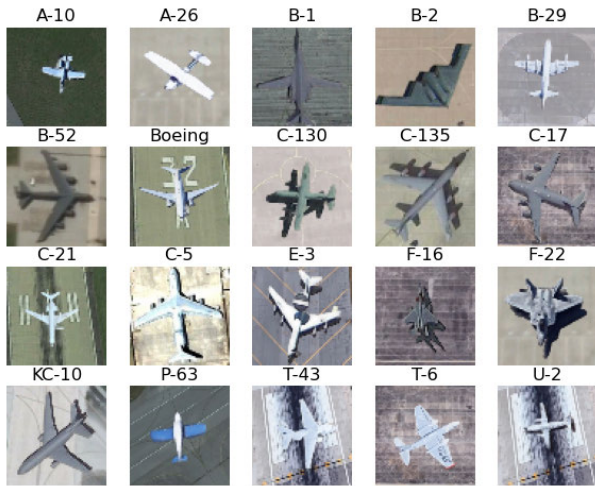 A-10 A-26 B-1 B-2 B-29
B-52 Boeing C-130 C-135 C-17
C-21 C-5 E-3 F-16 F-22
KC-10 P-63 T-43 T-6 U-2